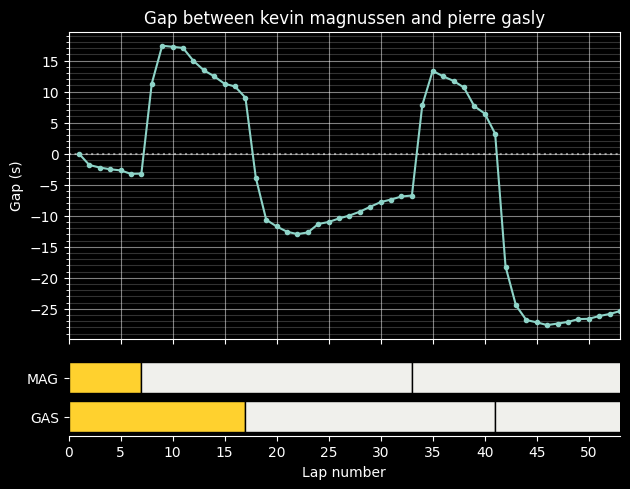 Gap between kevin magnussen and pierre gasly
Gap (s)
15
10
5
0
−5
−10
−15
−20
−25
MAG
GAS
0 5 10 15 20 25 30 35 40 45 50
Lap number